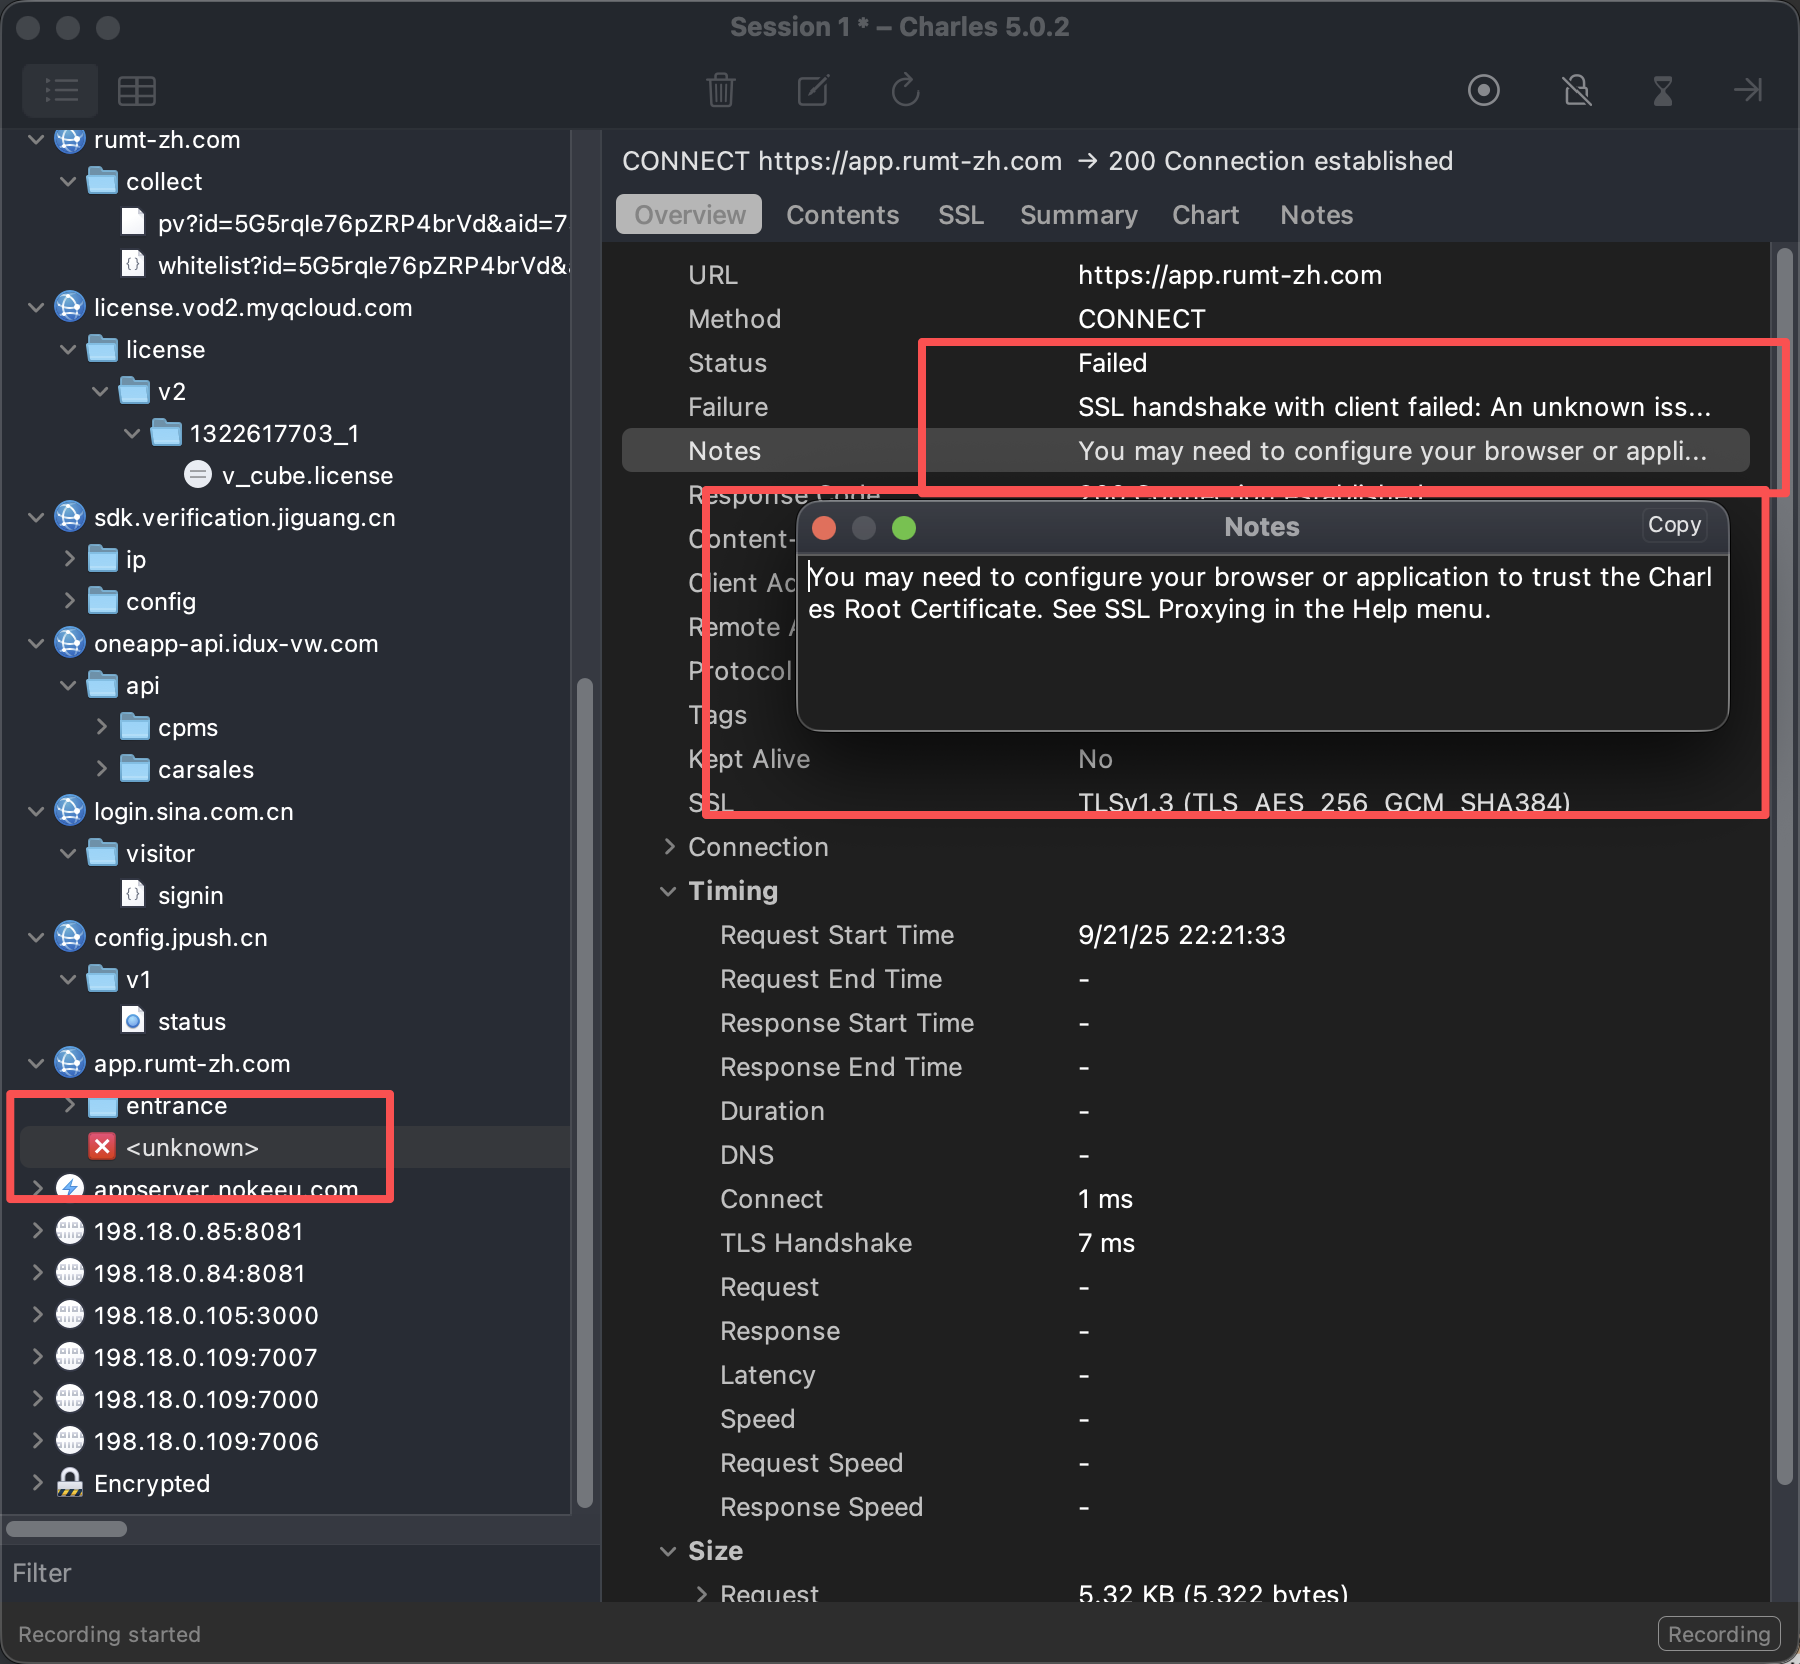 Session 1 * – Charles 5.0.2
rumt-zh.com
collect
pv?id=5G5rqIe76pZRP4brVd&aid=7
whitelist?id=5G5rqIe76pZRP4brVd&
license.vod2.myqcloud.com
license
v2
1322617703_1
v_cube.license
sdk.verification.jiguang.cn
ip
config
oneapp-api.idux-vw.com
api
cpms
carsales
login.sina.com.cn
visitor
signin
config.jpush.cn
v1
status
app.rumt-zh.com
entrance
<unknown>
appserver.nokeeu.com
198.18.0.85:8081
198.18.0.84:8081
198.18.0.105:3000
198.18.0.109:7007
198.18.0.109:7000
198.18.0.109:7006
Encrypted
Filter
Recording started
CONNECT https://app.rumt-zh.com → 200 Connection established
Overview Contents SSL Summary Chart Notes
URL https://app.rumt-zh.com
Method CONNECT
Status Failed
Failure SSL handshake with client failed: An unknown iss...
Notes You may need to configure your browser or appli...
Response Code 200 Connection established
Content-
Client Ad
Remote A
Protocol
Tags
Notes Copy
You may need to configure your browser or application to trust the Charl
es Root Certificate. See SSL Proxying in the Help menu.
Kept Alive No
SSL TLSv1.3 (TLS_AES_256_GCM_SHA384)
Connection
Timing
Request Start Time 9/21/25 22:21:33
Request End Time -
Response Start Time -
Response End Time -
Duration -
DNS -
Connect 1 ms
TLS Handshake 7 ms
Request -
Response -
Latency -
Speed -
Request Speed -
Response Speed -
Size
Request 5.32 KB (5,322 bytes)
Recording